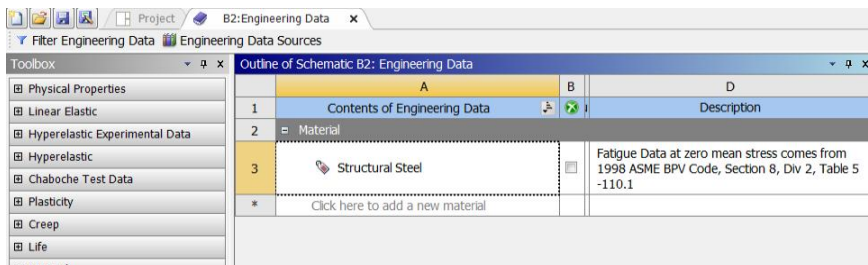 Project
B2:Engineering Data
Filter Engineering Data Engineering Data Sources
Toolbox
Outline of Schematic B2: Engineering Data
Physical Properties
Linear Elastic
Hyperelastic Experimental Data
Hyperelastic
Chaboche Test Data
Plasticity
Creep
Life
A B D
1 Contents of Engineering Data Description
2 Material
3 Structural Steel
Fatigue Data at zero mean stress comes from
1998 ASME BPV Code, Section 8, Div 2, Table 5
-110.1
* Click here to add a new material